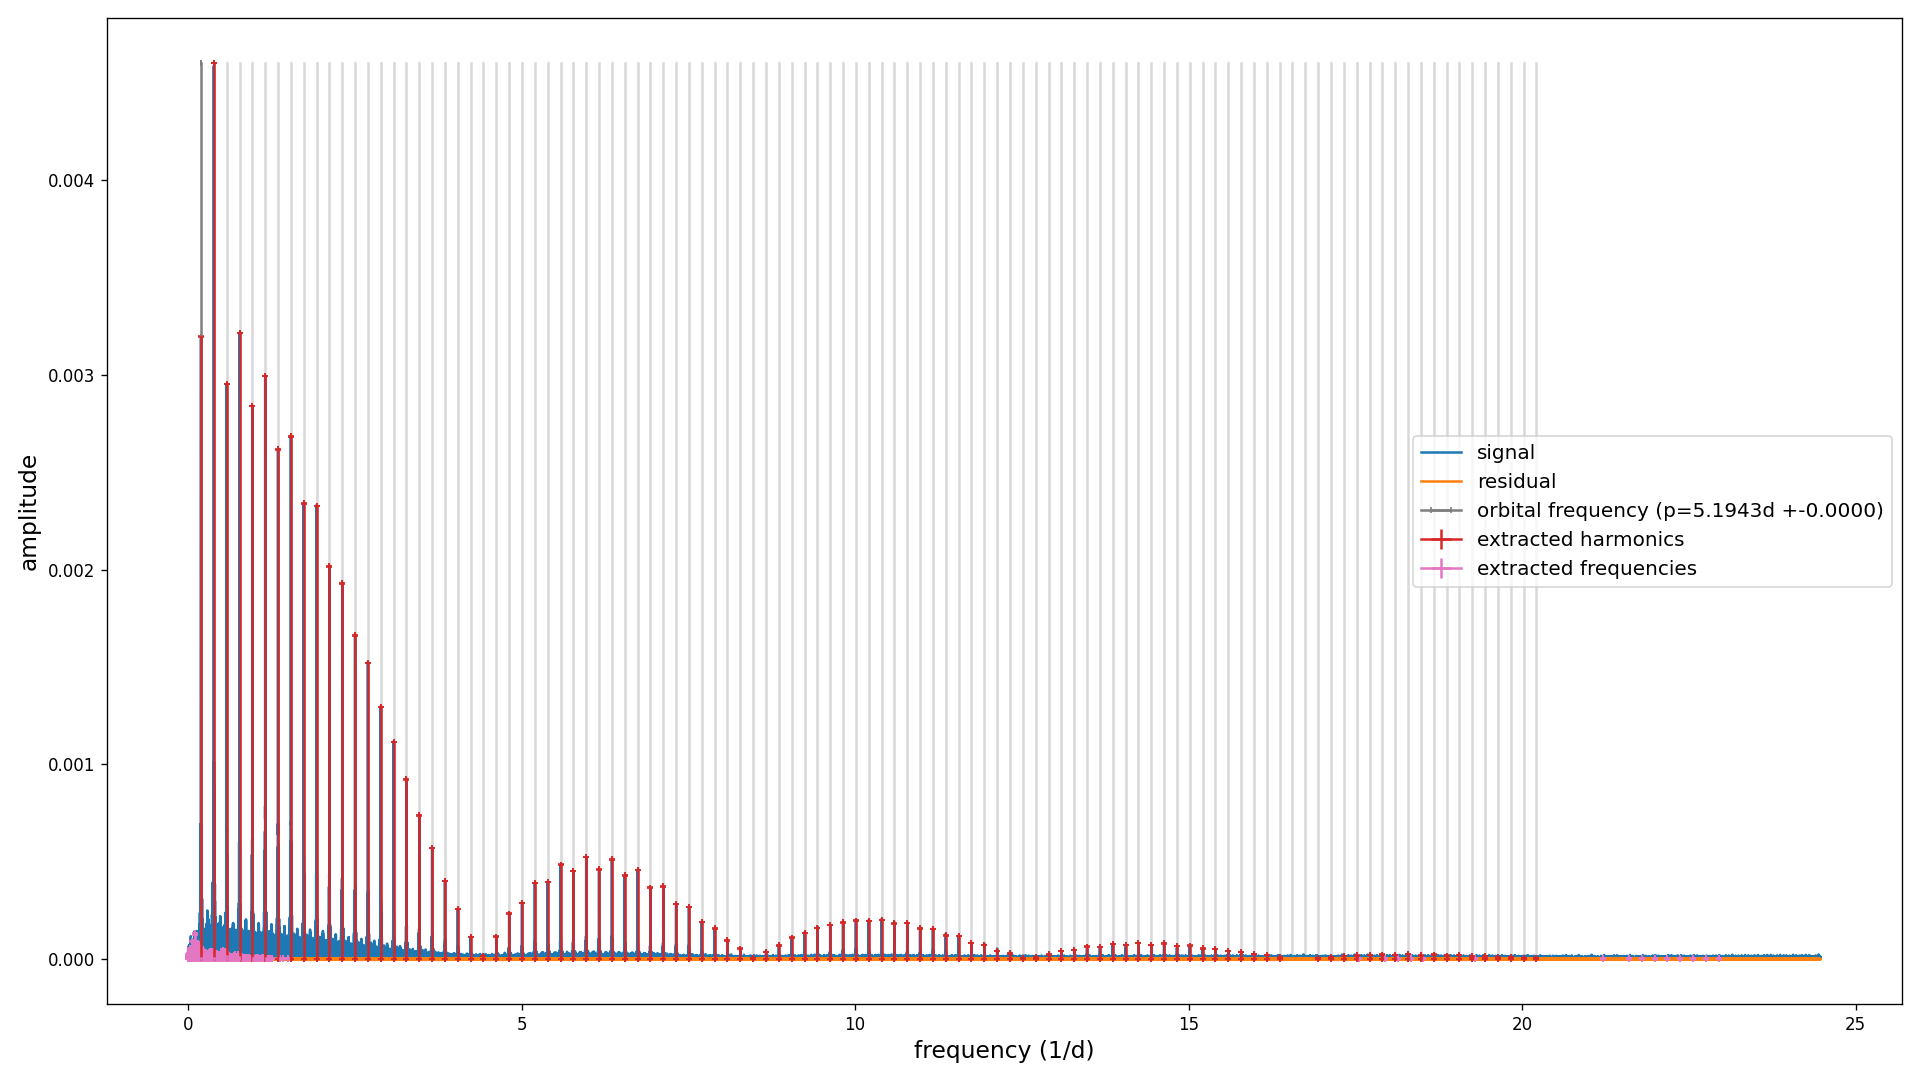 amplitude
0.004
0.003
0.002
0.001
0.000
signal
residual
orbital frequency (p=5.1943d +-0.0000)
extracted harmonics
extracted frequencies
0 5 10 15 20 25
frequency (1/d)